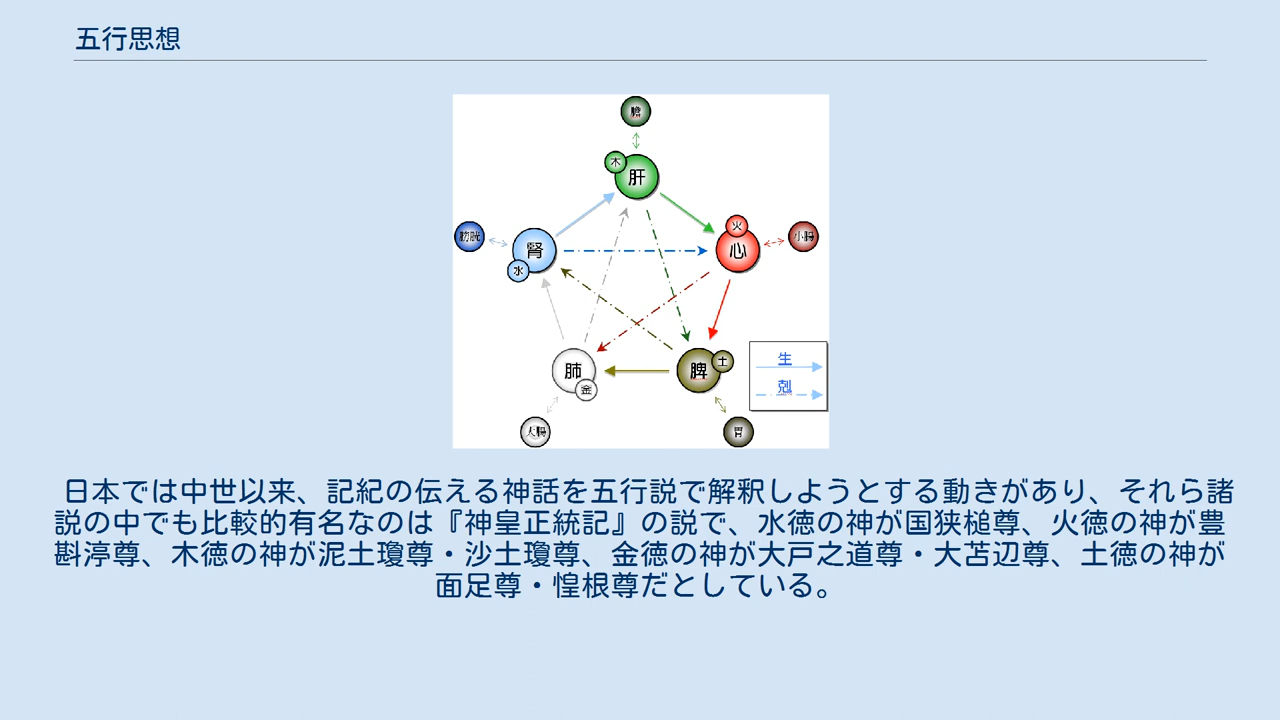 五行思想
膽
木
肝
火
心
小腸
膀胱
腎
水
肺
金
脾
土
大腸
胃
生
剋
日本では中世以来、記紀の伝える神話を五行説で解釈しようとする動きがあり、それら諸
説の中でも比較的有名なのは『神皇正統記』の説で、水徳の神が国狭槌尊、火徳の神が豊
斟渟尊、木徳の神が泥土瓊尊・沙土瓊尊、金徳の神が大戸之道尊・大苫辺尊、土徳の神が
面足尊・惶根尊だとしている。